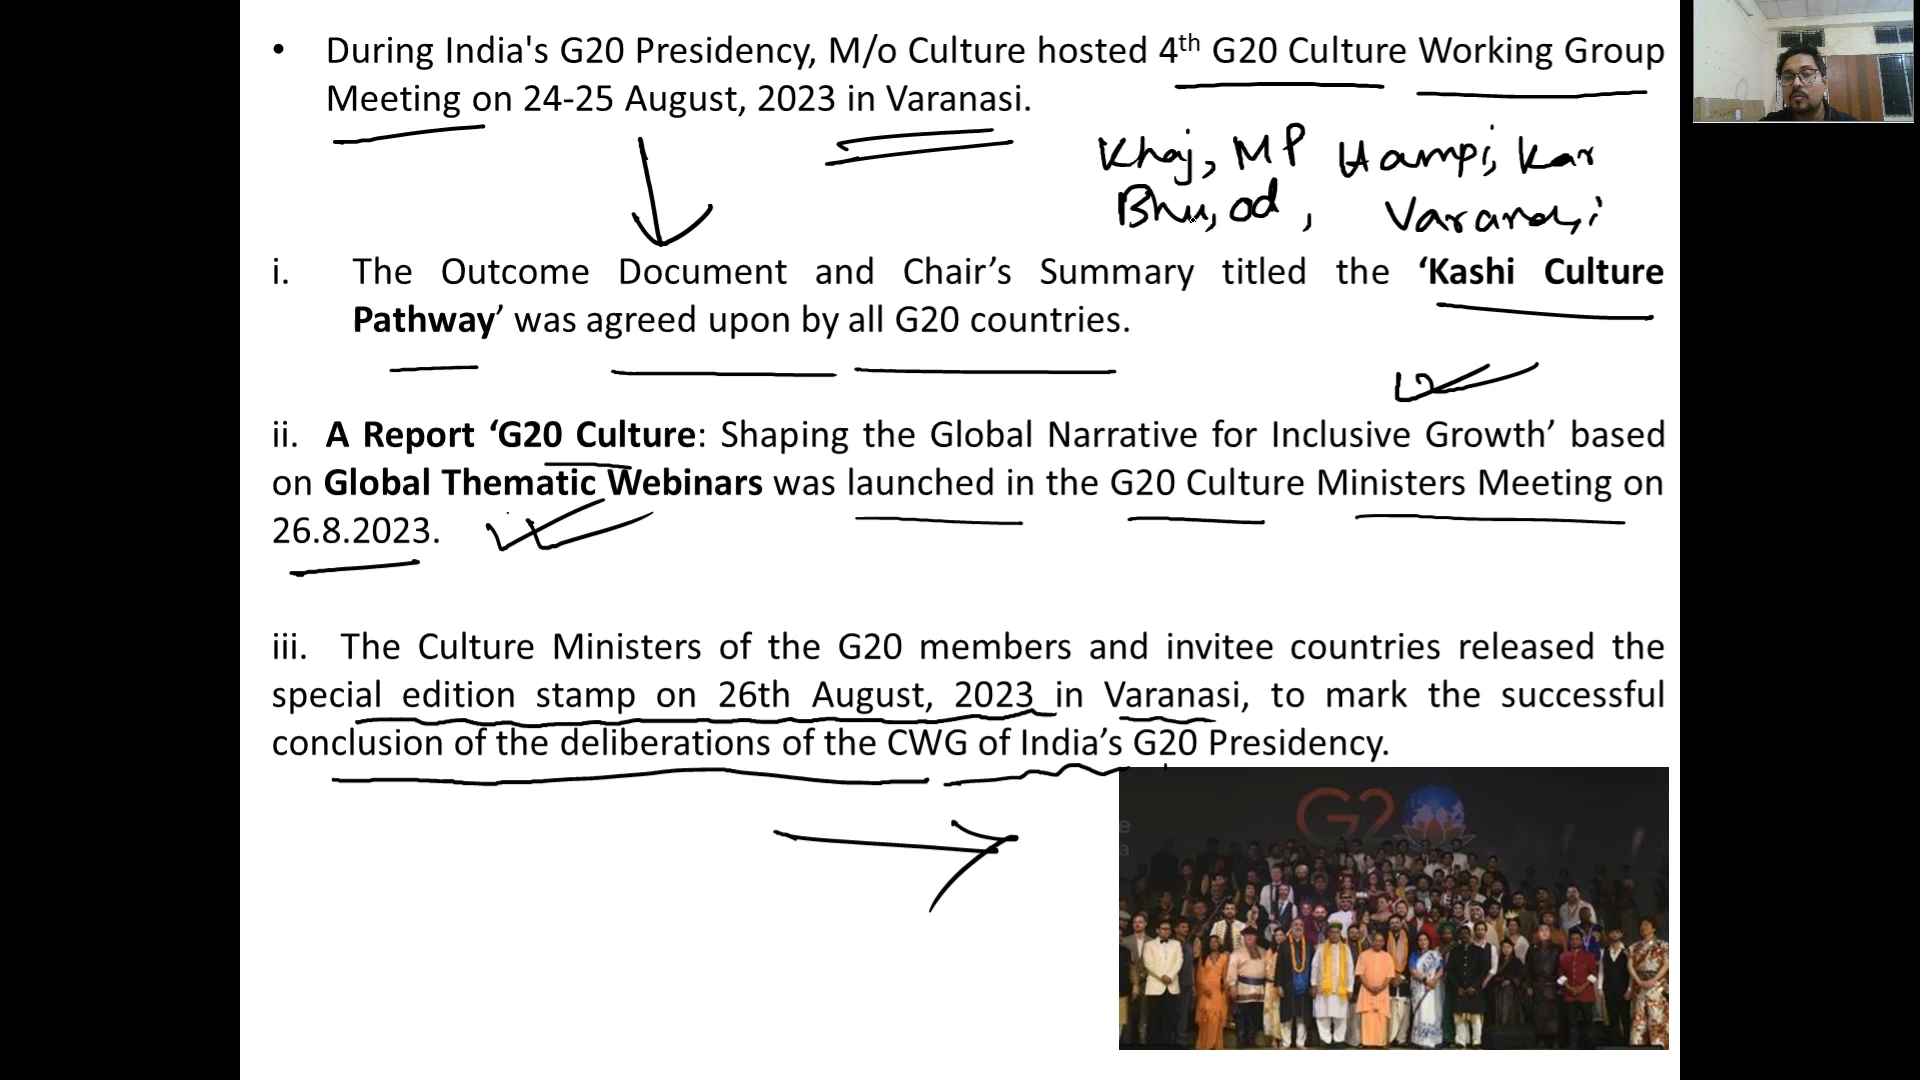 • During India's G20 Presidency, M/o Culture hosted 4th G20 Culture Working Group
Meeting on 24-25 August, 2023 in Varanasi.
Khaj, MP Hampi, Kar
Bhu, Od, Varanasi
i. The Outcome Document and Chair’s Summary titled the ‘Kashi Culture
Pathway’ was agreed upon by all G20 countries.
ii. A Report ‘G20 Culture: Shaping the Global Narrative for Inclusive Growth’ based
on Global Thematic Webinars was launched in the G20 Culture Ministers Meeting on
26.8.2023.
iii. The Culture Ministers of the G20 members and invitee countries released the
special edition stamp on 26th August, 2023 in Varanasi, to mark the successful
conclusion of the deliberations of the CWG of India’s G20 Presidency.
G2